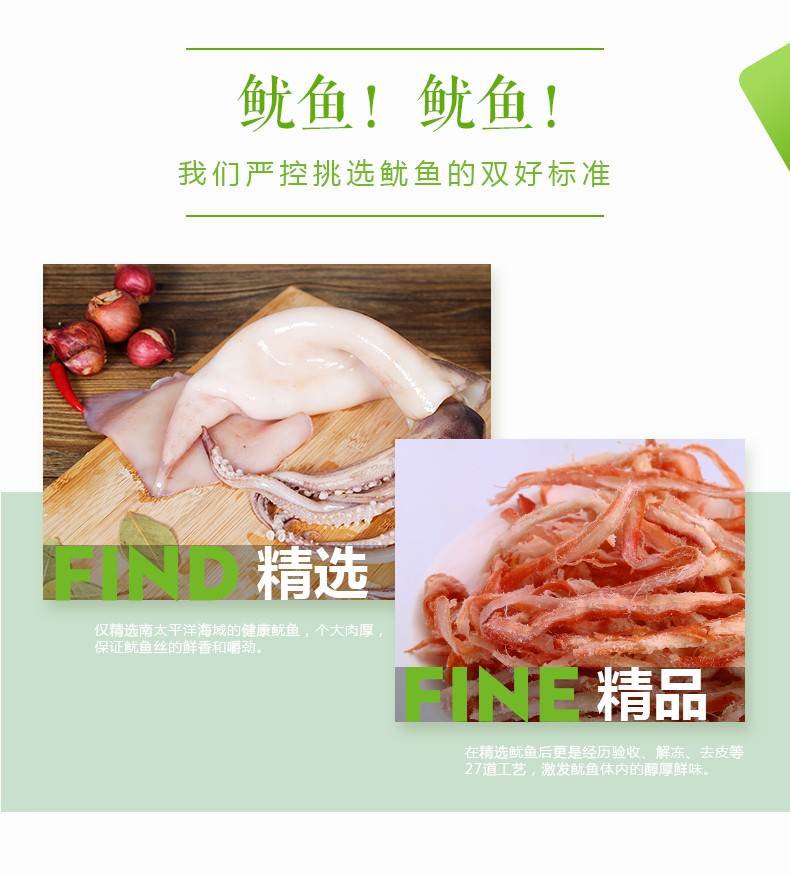 鱿鱼！鱿鱼！
我们严控挑选鱿鱼的双好标准
FIND 精选
仅精选南太平洋海域的健康鱿鱼，个大肉厚，
保证鱿鱼丝的鲜香和嚼劲。
FINE 精品
在精选鱿鱼后更是经历验收、解冻、去皮等
27道工艺，激发鱿鱼体内的醇厚鲜味。